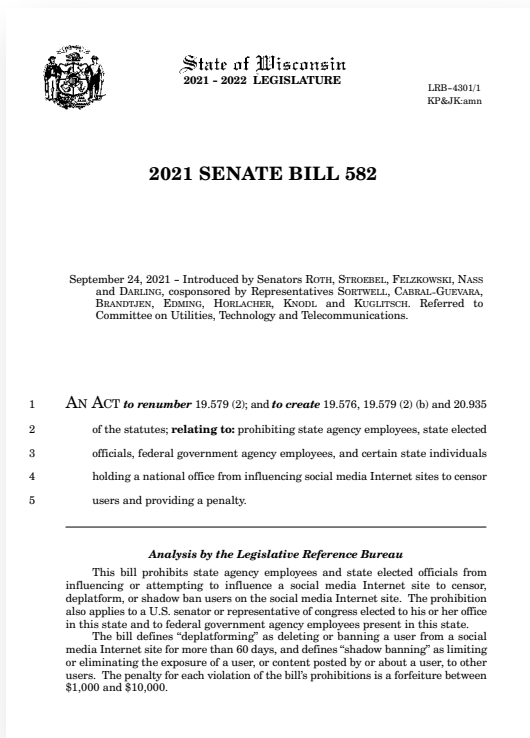 State of Wisconsin
2021 - 2022 LEGISLATURE
LRB-4301/1
KP&JK:amn
2021 SENATE BILL 582
September 24, 2021 – Introduced by Senators ROTH, STROEBEL, FELZKOWSKI, NASS
and DARLING, cosponsored by Representatives SORTWELL, CABRAL-GUEVARA,
BRANDTJEN, EDMING, HORLACHER, KNODL and KUGLITSCH. Referred to
Committee on Utilities, Technology and Telecommunications.
1 AN ACT to renumber 19.579 (2); and to create 19.576, 19.579 (2) (b) and 20.935
2 of the statutes; relating to: prohibiting state agency employees, state elected
3 officials, federal government agency employees, and certain state individuals
4 holding a national office from influencing social media Internet sites to censor
5 users and providing a penalty.
Analysis by the Legislative Reference Bureau
This bill prohibits state agency employees and state elected officials from
influencing or attempting to influence a social media Internet site to censor,
deplatform, or shadow ban users on the social media Internet site. The prohibition
also applies to a U.S. senator or representative of congress elected to his or her office
in this state and to federal government agency employees present in this state.
The bill defines “deplatforming” as deleting or banning a user from a social
media Internet site for more than 60 days, and defines “shadow banning” as limiting
or eliminating the exposure of a user, or content posted by or about a user, to other
users. The penalty for each violation of the bill’s prohibitions is a forfeiture between
$1,000 and $10,000.